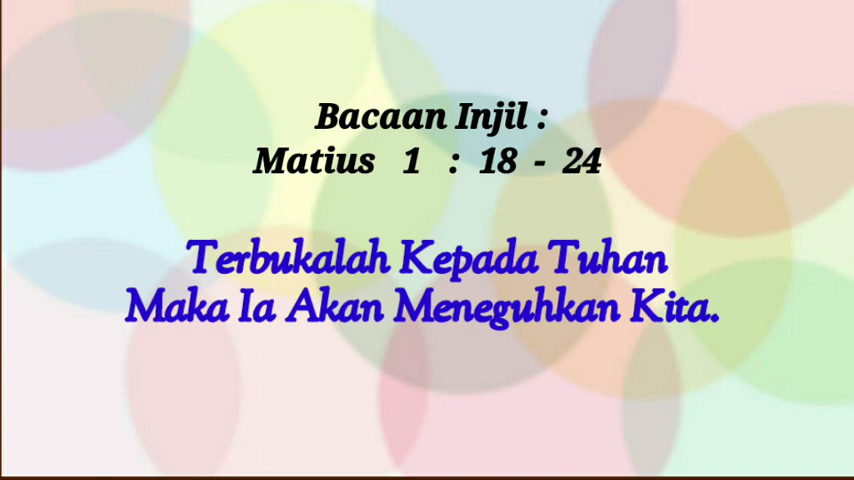 Bacaan Injil :
Matius 1 : 18 - 24
Terbukalah Kepada Tuhan
Maka Ia Akan Meneguhkan Kita.